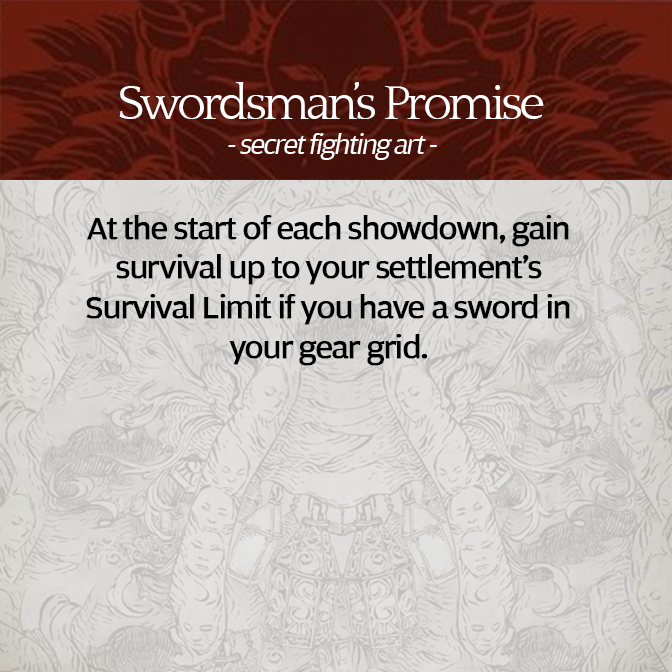 Swordsman's Promise
- secret fighting art -
At the start of each showdown, gain
survival up to your settlement's
Survival Limit if you have a sword in
your gear grid.